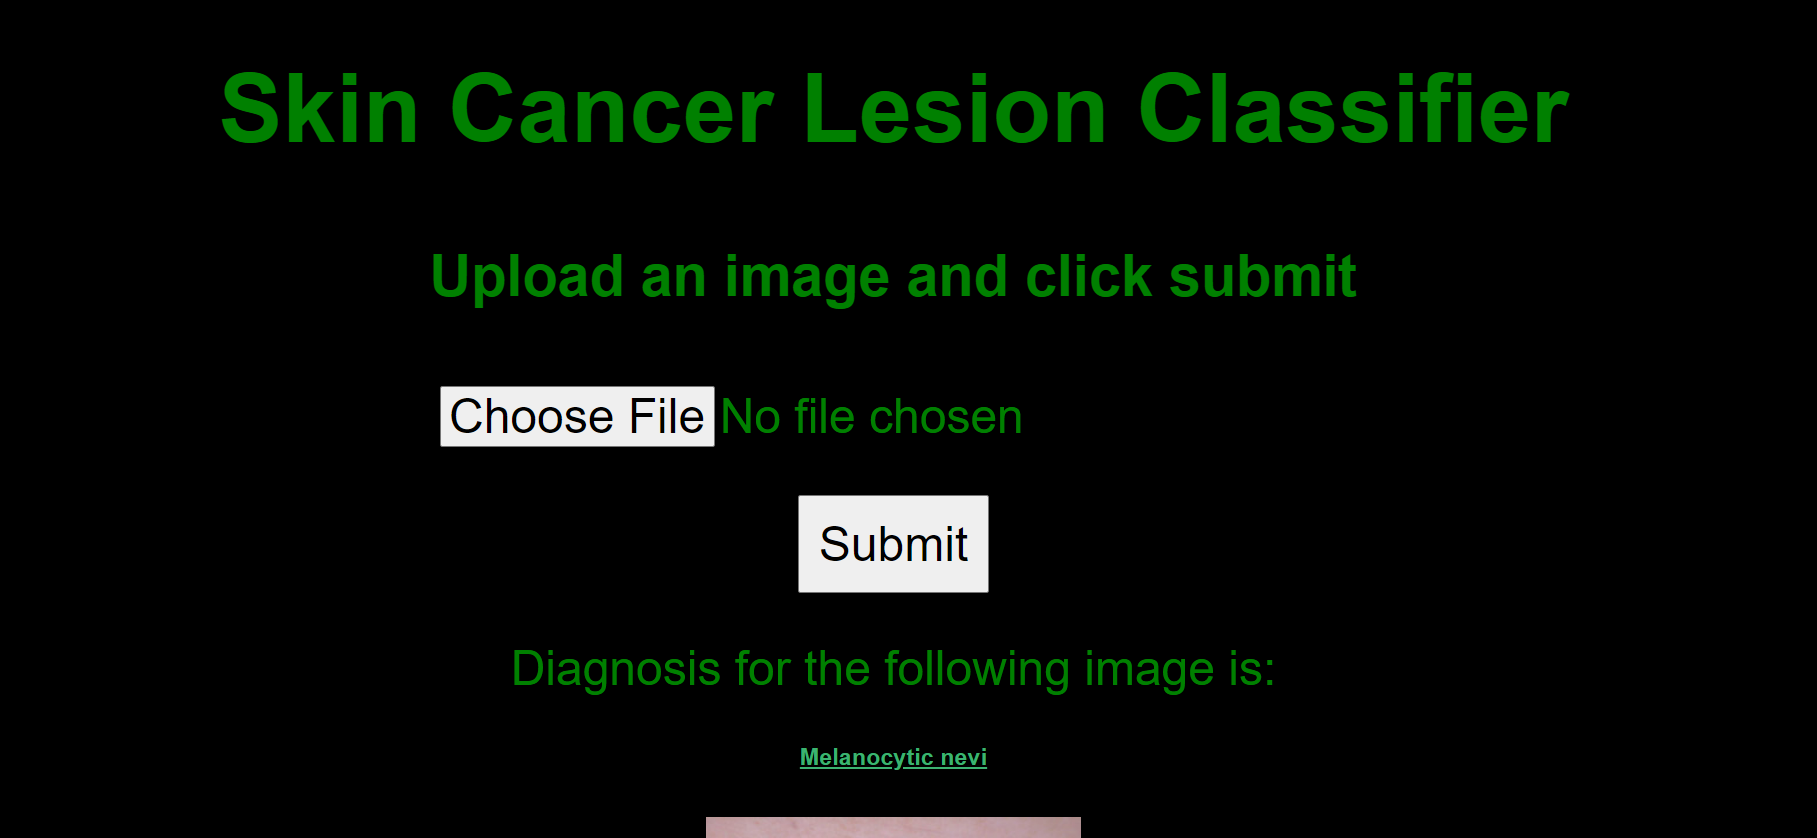 Skin Cancer Lesion Classifier
Upload an image and click submit
Choose File No file chosen
Submit
Diagnosis for the following image is:
Melanocytic nevi